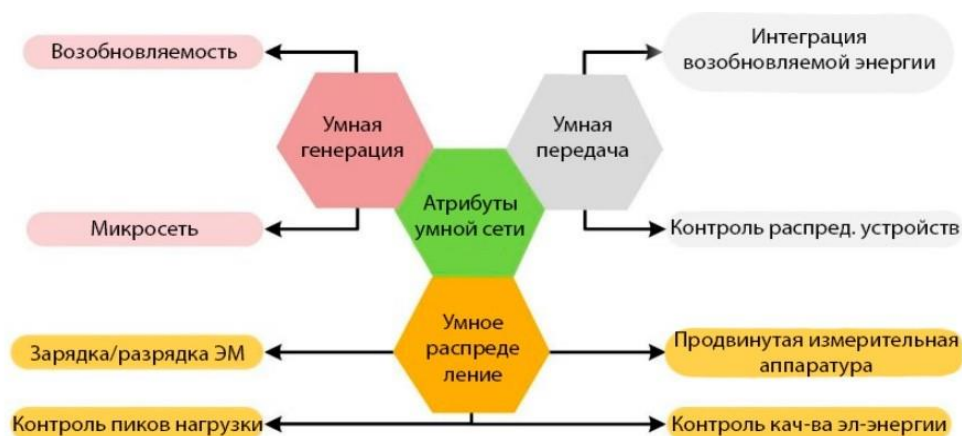 Возобновляемость
Интеграция
возобновляемой энергии
Умная
генерация
Умная
передача
Атрибуты
умной сети
Микросеть
Контроль распред. устройств
Умное
распреде
ление
Зарядка/разрядка ЭМ
Продвинутая измерительная
аппаратура
Контроль пиков нагрузки
Контроль кач-ва эл-энергии